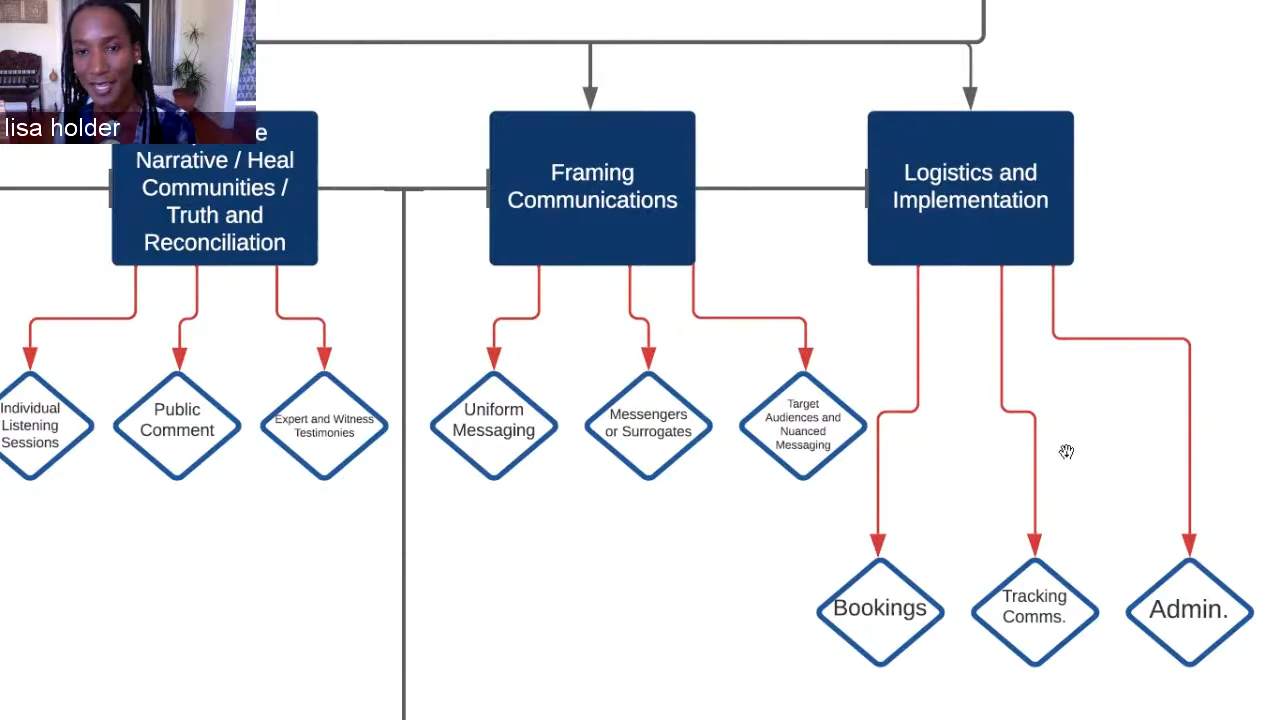 lisa holder
Narrative / Heal
Communities /
Truth and
Reconciliation
Framing
Communications
Logistics and
Implementation
Individual
Listening
Sessions
Public
Comment
Expert and Witness
Testimonies
Uniform
Messaging
Messengers
or Surrogates
Target
Audiences and
Nuanced
Messaging
Bookings
Tracking
Comms.
Admin.